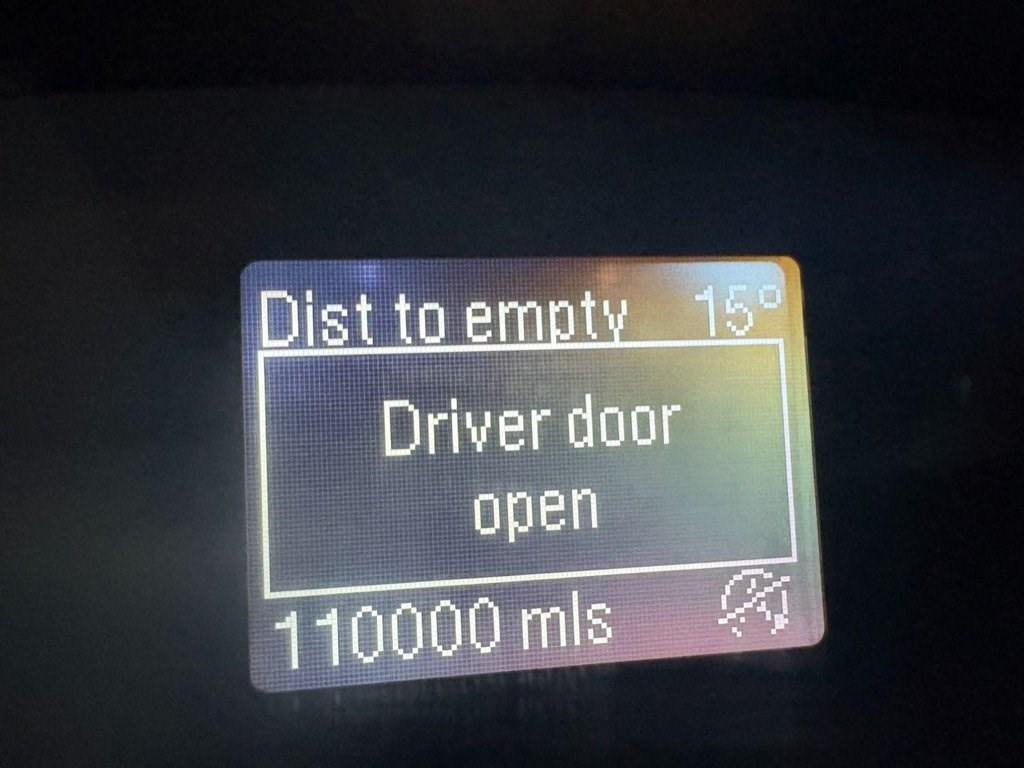 Dist to empty 15°
Driver door
open
110000 mls